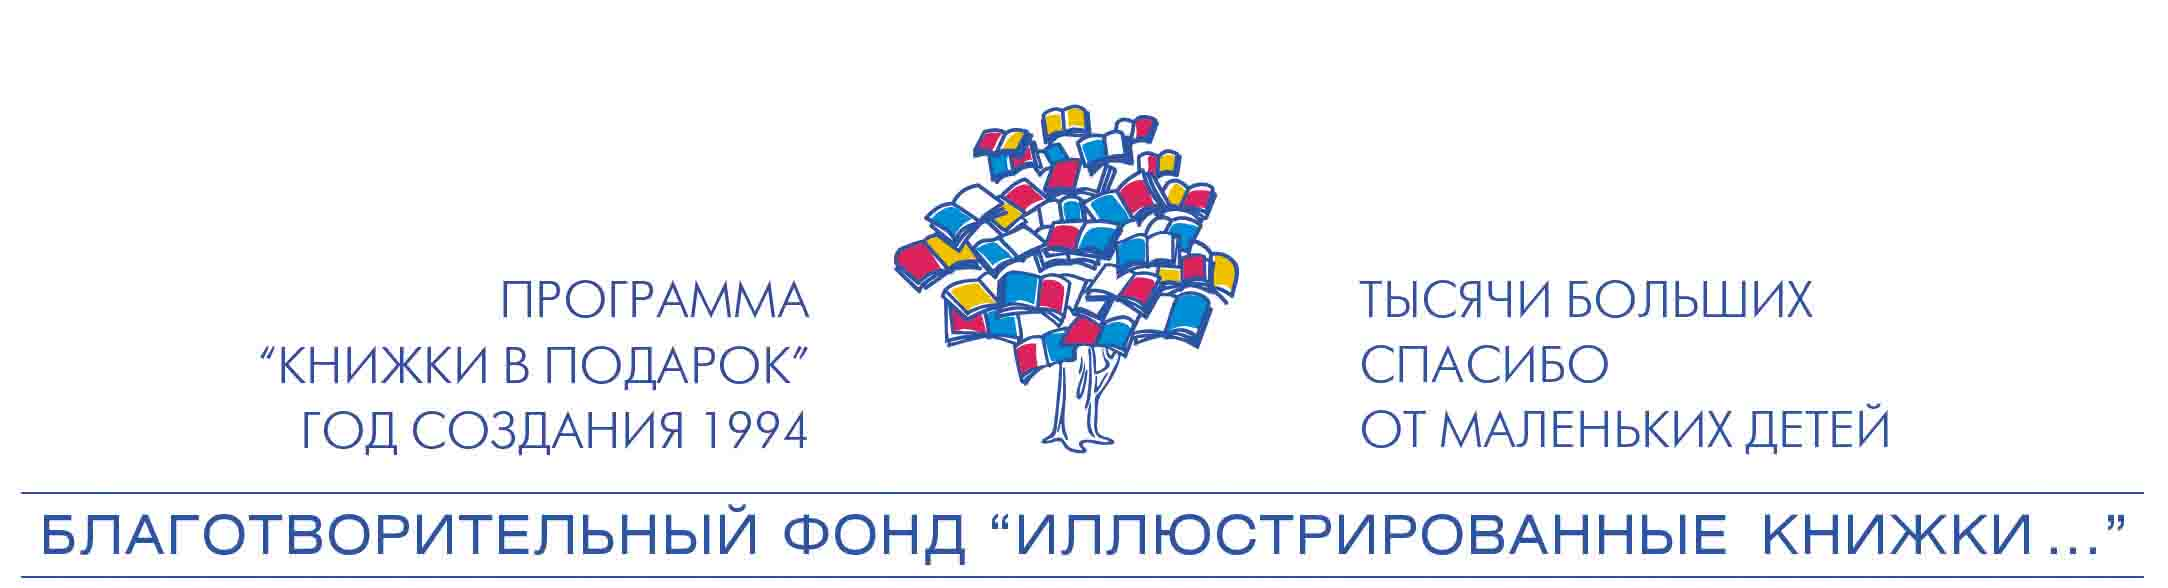 ПРОГРАММА
“КНИЖКИ В ПОДАРОК”
ГОД СОЗДАНИЯ 1994
ТЫСЯЧИ БОЛЬШИХ
СПАСИБО
ОТ МАЛЕНЬКИХ ДЕТЕЙ
БЛАГОТВОРИТЕЛЬНЫЙ ФОНД “ИЛЛЮСТРИРОВАННЫЕ КНИЖКИ...”